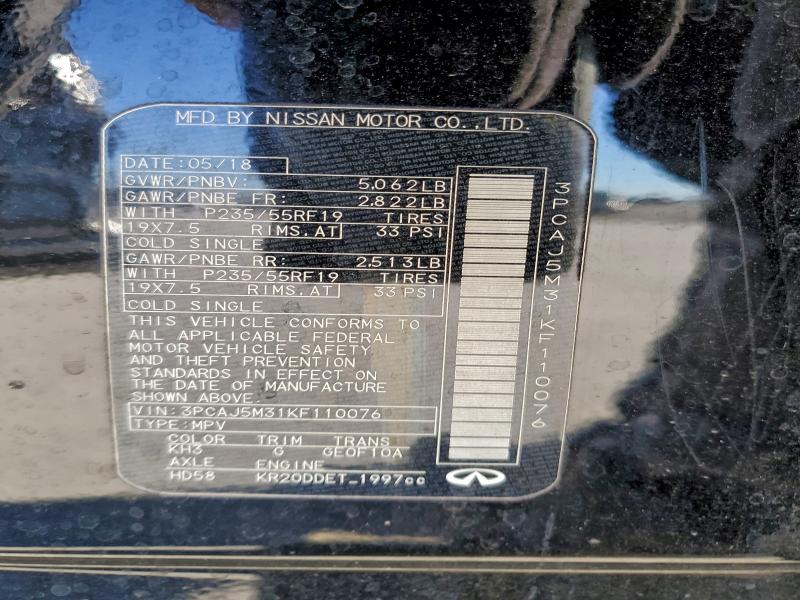 MFD BY NISSAN MOTOR CO.,LTD.
DATE:05/18
GVWR/PNBV: 5,062LB
GAWR/PNBE FR: 2,822LB
WITH P235/55RF19 TIRES
19X7.5 RIMS.AT 33 PSI
COLD SINGLE
GAWR/PNBE RR: 2,513LB
WITH P235/55RF19 TIRES
19X7.5 RIMS.AT 33 PSI
COLD SINGLE
THIS VEHICLE CONFORMS TO
ALL APPLICABLE FEDERAL
MOTOR VEHICLE SAFETY
AND THEFT PREVENTION
STANDARDS IN EFFECT ON
THE DATE OF MANUFACTURE
SHOWN ABOVE.
VIN:3PCAJ5M31KF110076
TYPE:MPV
COLOR TRIM TRANS
KH3 G GEOF10A
AXLE ENGINE
HD58 KR20DDET_1997cc
3PCAJ5M31KF110076